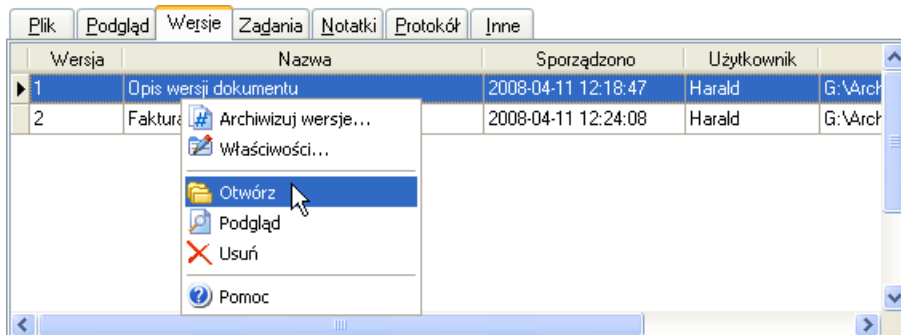 Plik Podgląd Wersje Zadania Notatki Protokół Inne
Wersja Nazwa Sporządzono Użytkownik
1 Opis wersji dokumentu 2008-04-11 12:18:47 Harald G:\Arch
2 Faktura 2008-04-11 12:24:08 Harald G:\Arch
Archiwizuj wersje...
Właściwości...
Otwórz
Podgląd
Usuń
Pomoc